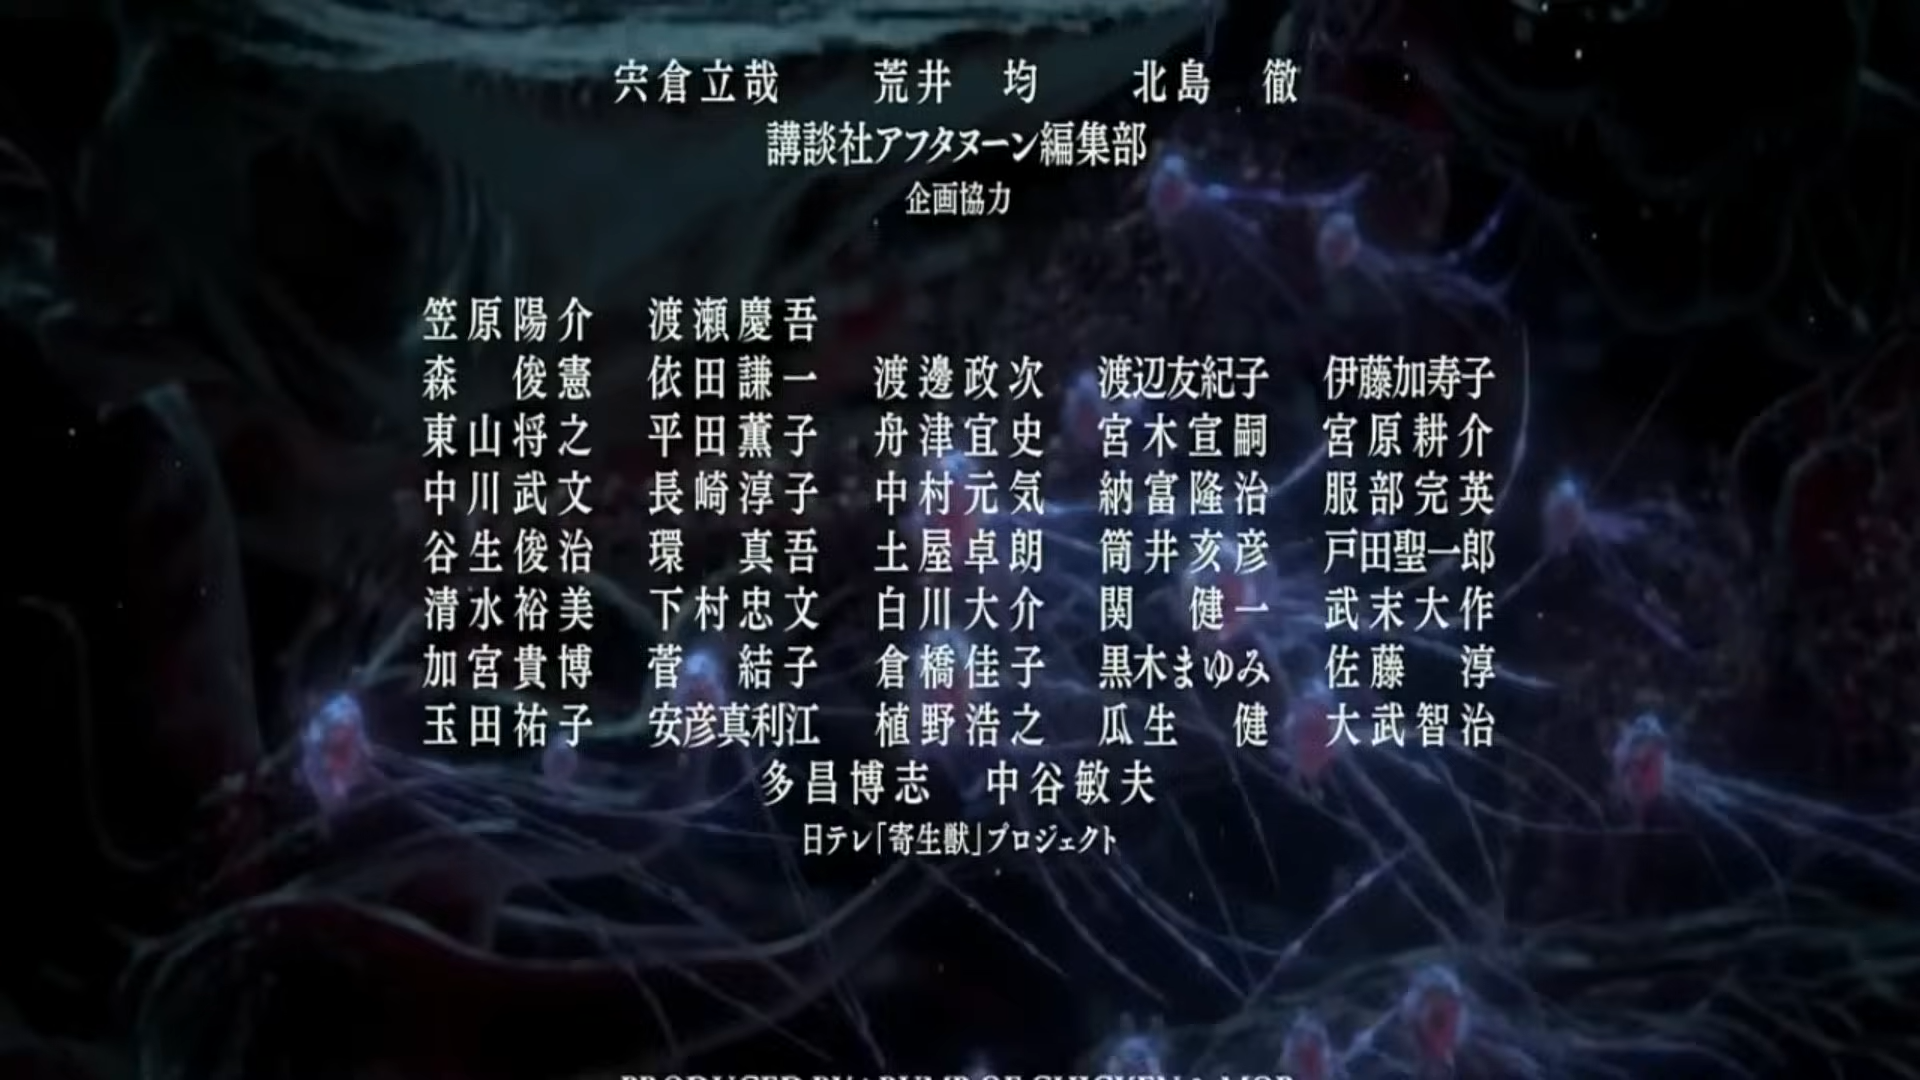 宍倉立哉 荒井 均 北島 徹
講談社アフタヌーン編集部
企画協力
笠原陽介 渡瀬慶吾
森 俊憲 依田謙一 渡邊政次 渡辺友紀子 伊藤加寿子
東山将之 平田薫子 舟津宜史 宮木宣嗣 宮原耕介
中川武文 長崎淳子 中村元気 納富隆治 服部完英
谷生俊治 環 真吾 土屋卓朗 筒井亥彦 戸田聖一郎
清水裕美 下村忠文 白川大介 関 健一 武末大作
加宮貴博 菅 結子 倉橋佳子 黒木まゆみ 佐藤 淳
玉田祐子 安彦真利江 植野浩之 瓜生 健 大武智治
多昌博志 中谷敏夫
日テレ「寄生獣」プロジェクト
PRODUCED BY : BUMP OF CHICKEN & MOR